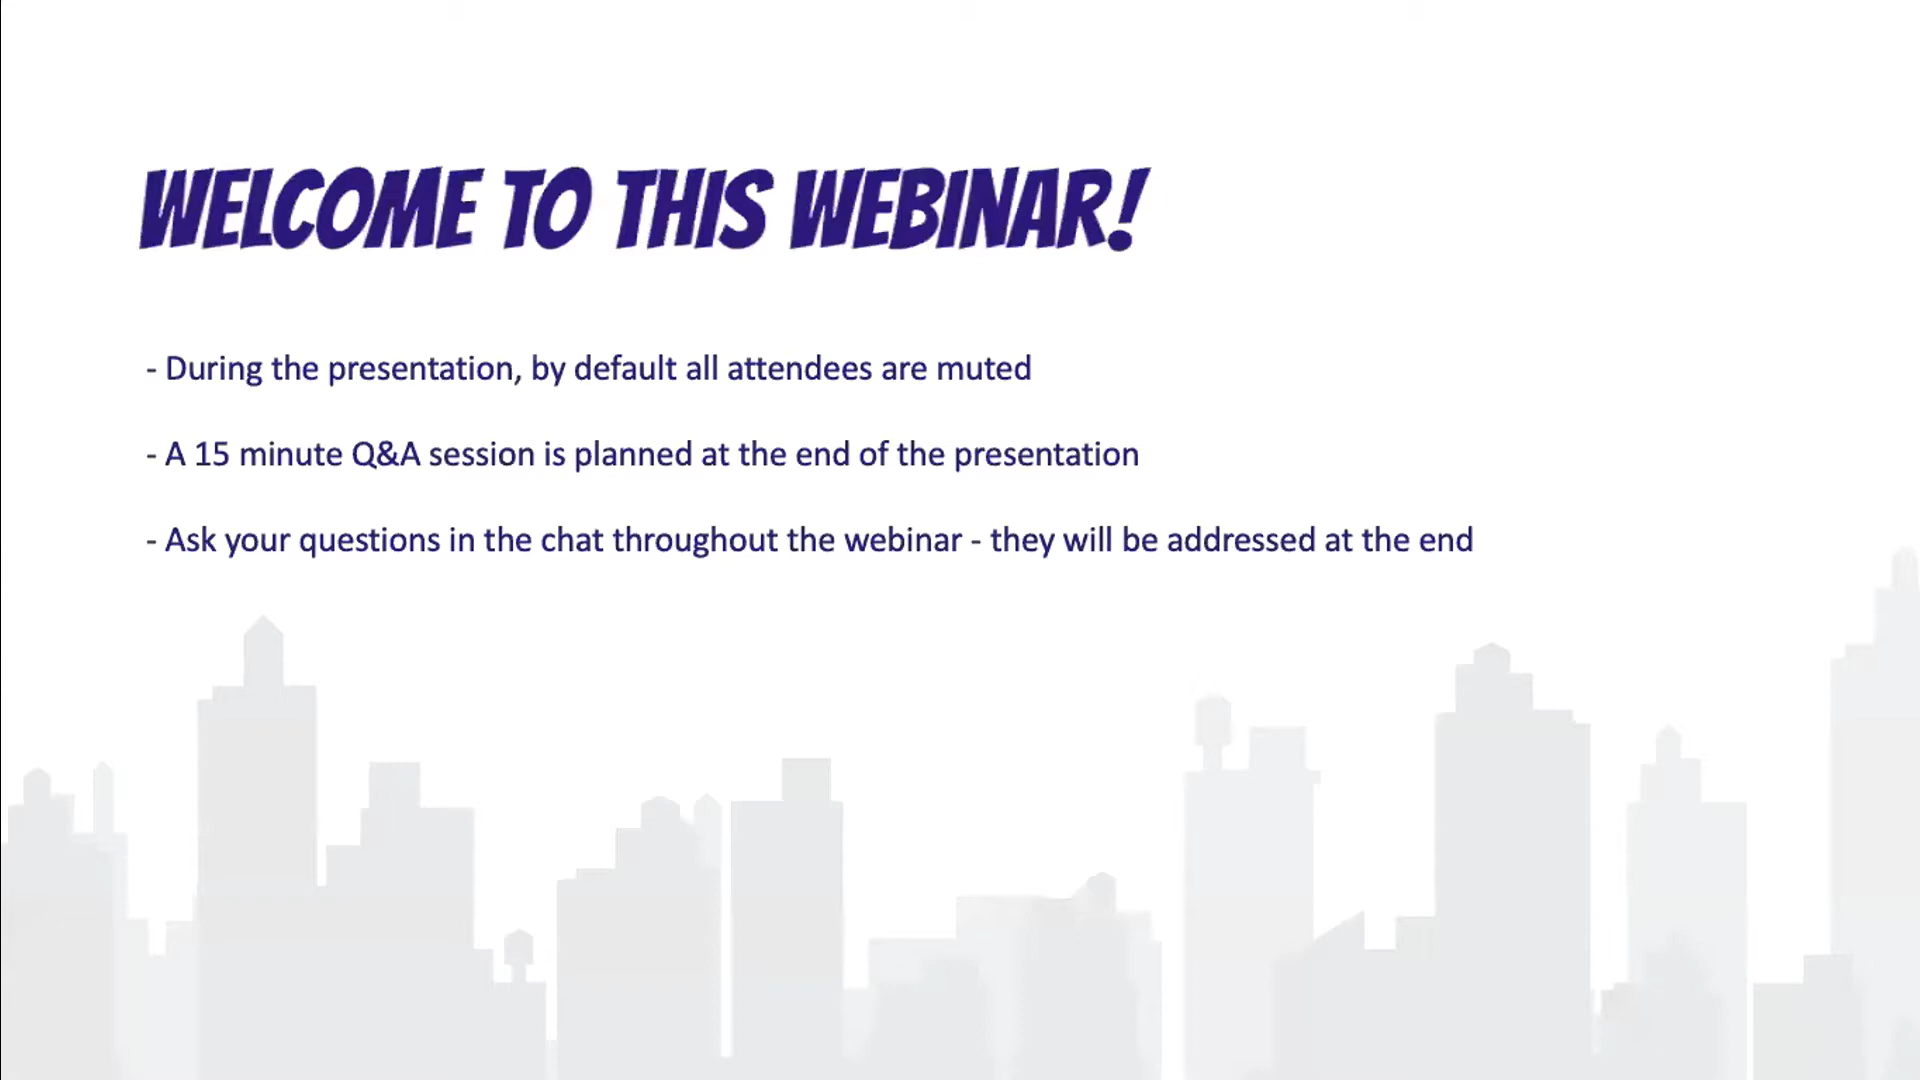 WELCOME TO THIS WEBINAR!
- During the presentation, by default all attendees are muted
- A 15 minute Q&A session is planned at the end of the presentation
- Ask your questions in the chat throughout the webinar - they will be addressed at the end